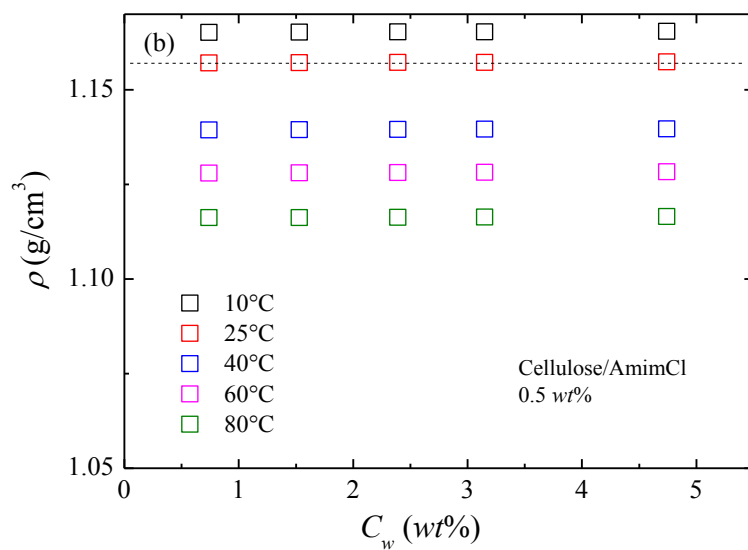 (b)
1.15
1.10
1.05
ρ (g/cm³)
10°C
25°C
40°C
60°C
80°C
Cellulose/AmimCl
0.5 wt%
0 1 2 3 4 5
C_w (wt%)